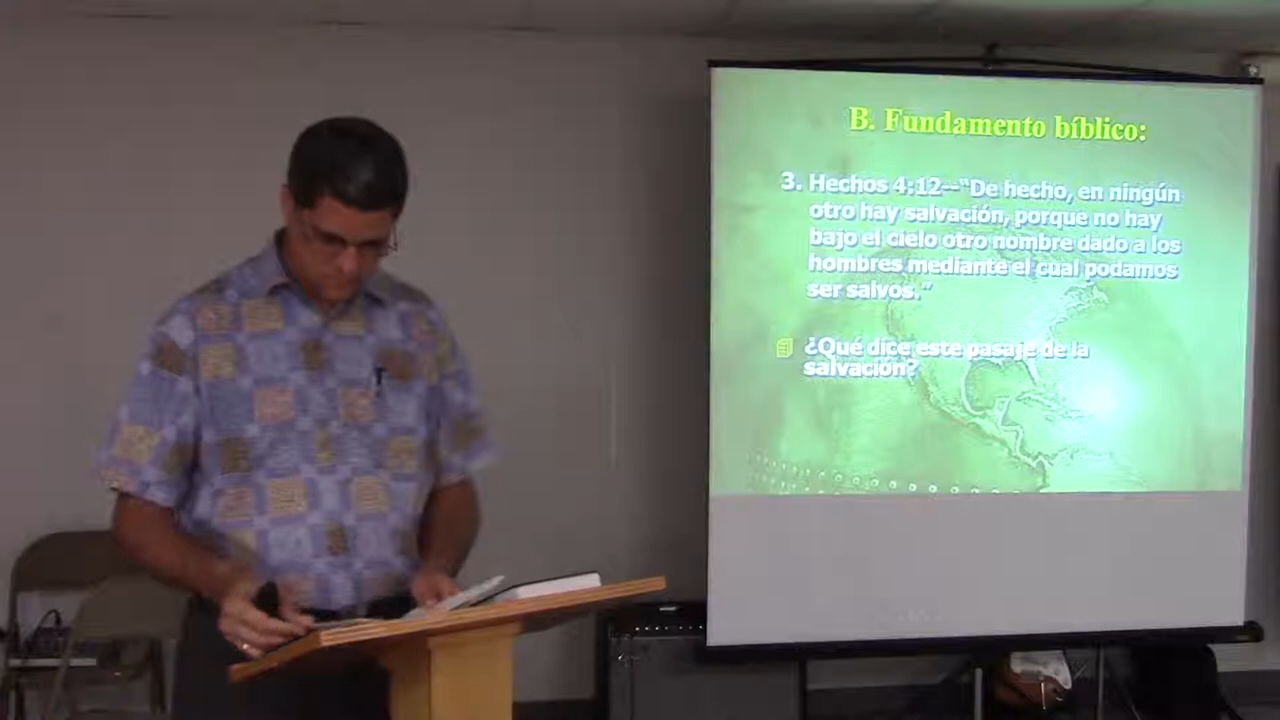 B. Fundamento bíblico:
3. Hechos 4:12--"De hecho, en ningún
otro hay salvación, porque no hay
bajo el cielo otro nombre dado a los
hombres mediante el cual podamos
ser salvos."
¿Qué dice este pasaje de la
salvación?